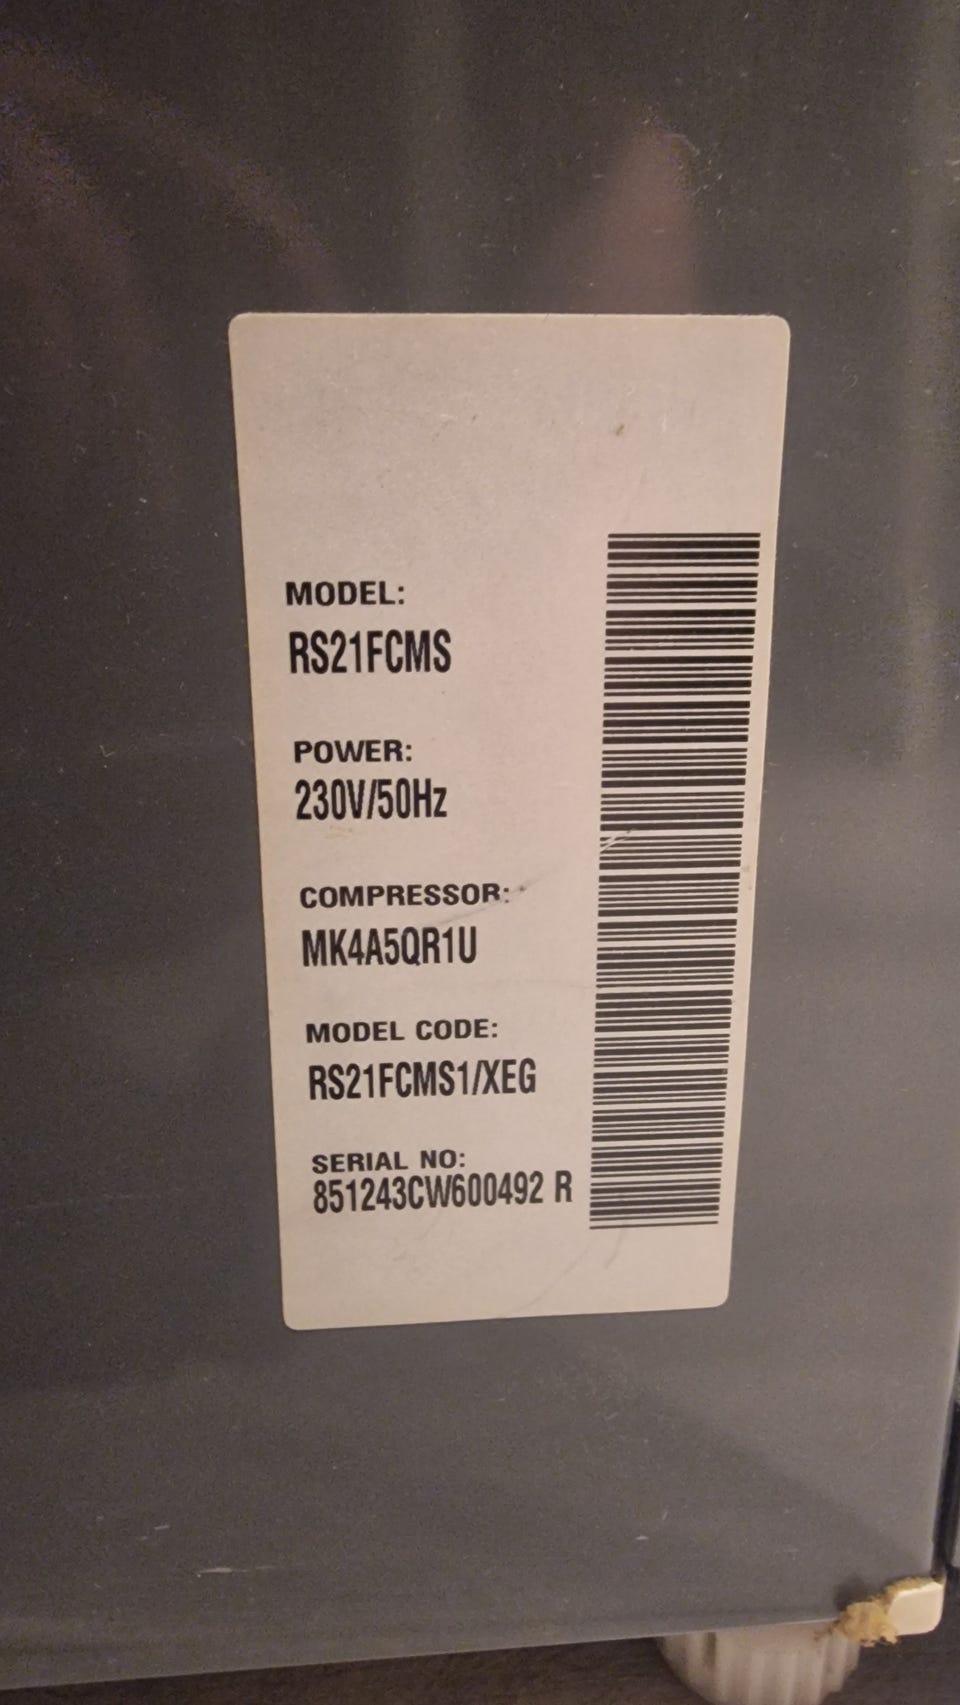 MODEL:
RS21FCMS
POWER:
230V/50Hz
COMPRESSOR:
MK4A5QR1U
MODEL CODE:
RS21FCMS1/XEG
SERIAL NO:
851243CW600492 R